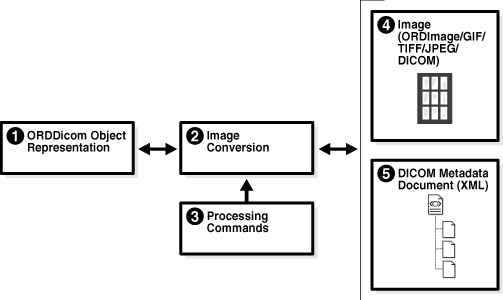 1 ORDDicom Object
Representation
2 Image
Conversion
3 Processing
Commands
4 Image
(ORDImage/GIF/
TIFF/JPEG/
DICOM)
5 DICOM Metadata
Document (XML)